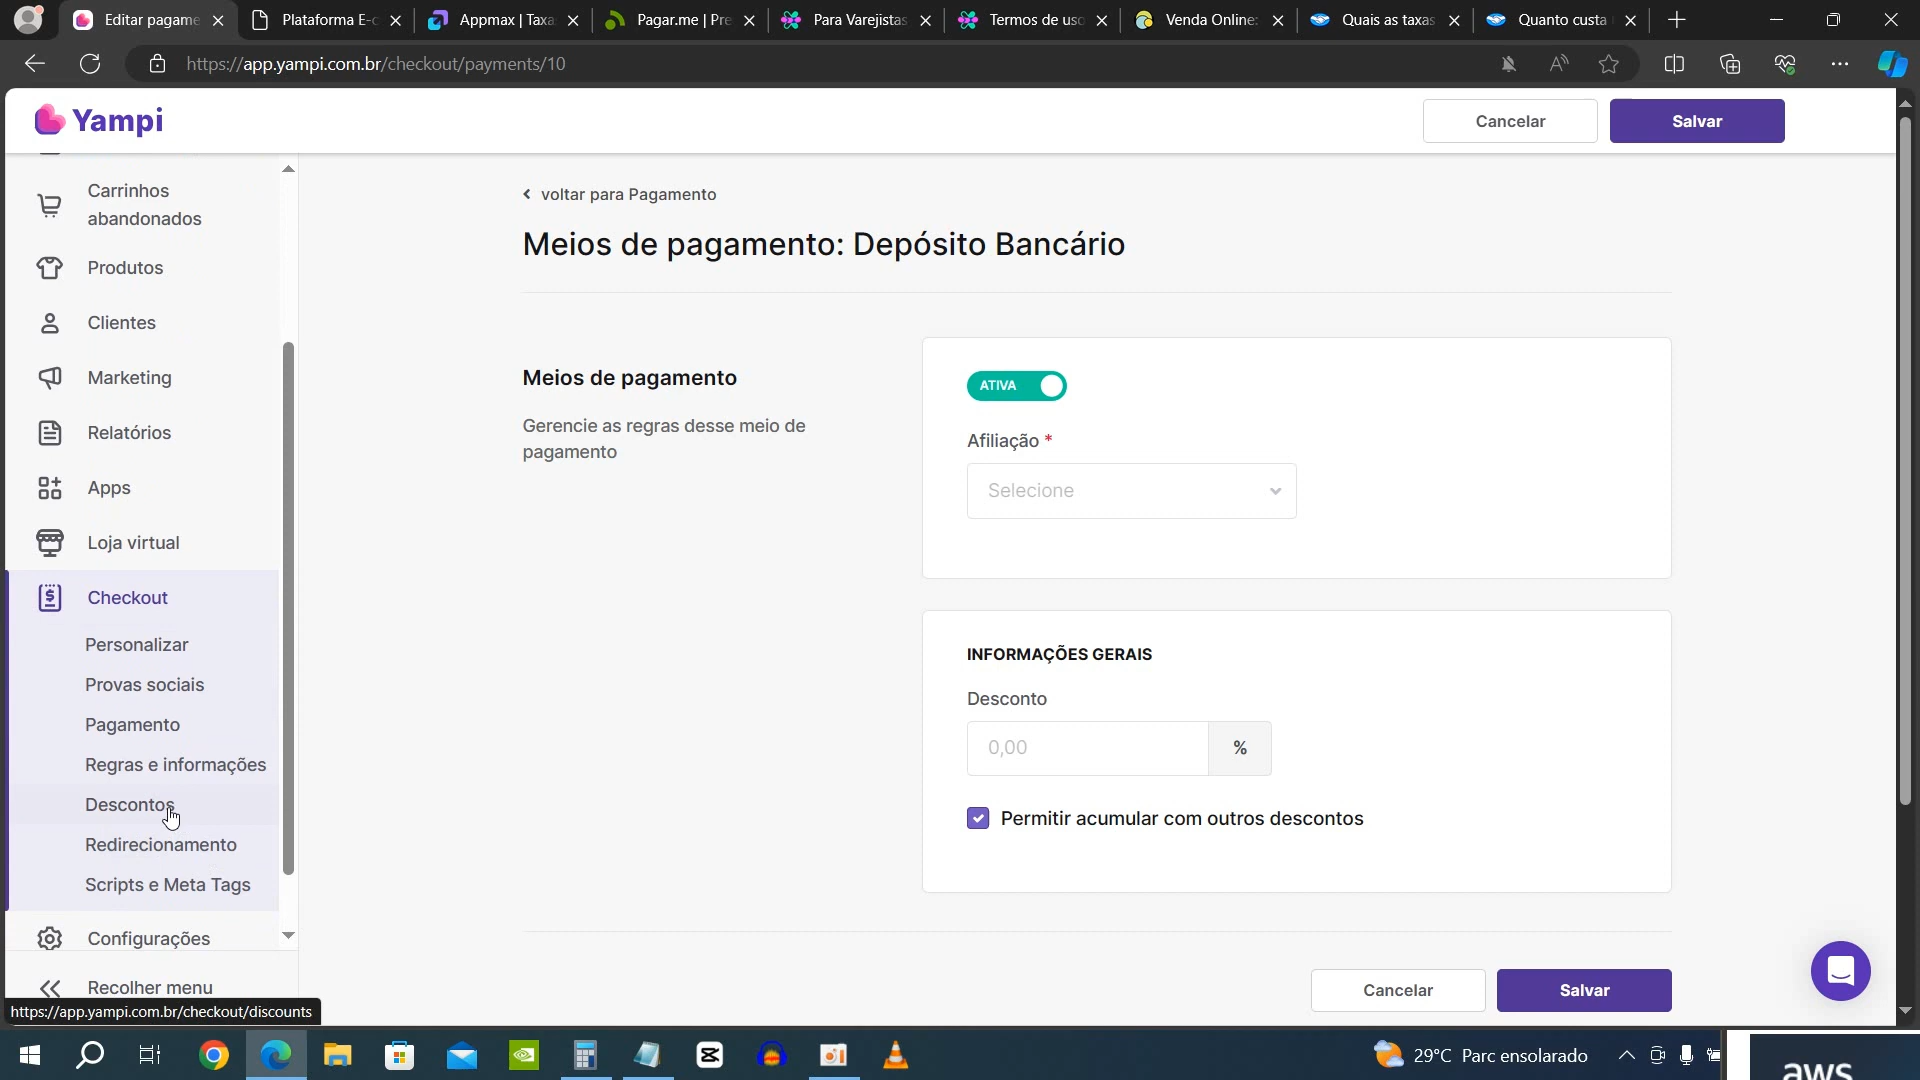 Editar pagame
Plataforma E-c
Appmax | Taxa
Pagar.me | Pre
Para Varejistas
Termos de uso
Venda Online:
Quais as taxas
Quanto custa
https://app.yampi.com.br/checkout/payments/10
Yampi
Cancelar
Salvar
Carrinhos
abandonados
Produtos
Clientes
Marketing
Relatórios
Apps
Loja virtual
Checkout
Personalizar
Provas sociais
Pagamento
Regras e informações
Descontos
Redirecionamento
Scripts e Meta Tags
Configurações
Recolher menu
https://app.yampi.com.br/checkout/discounts
voltar para Pagamento
Meios de pagamento: Depósito Bancário
Meios de pagamento
Gerencie as regras desse meio de
pagamento
ATIVA
Afiliação *
Selecione
INFORMAÇÕES GERAIS
Desconto
0,00 %
Permitir acumular com outros descontos
Cancelar
Salvar
29°C Parc ensolarado
aws